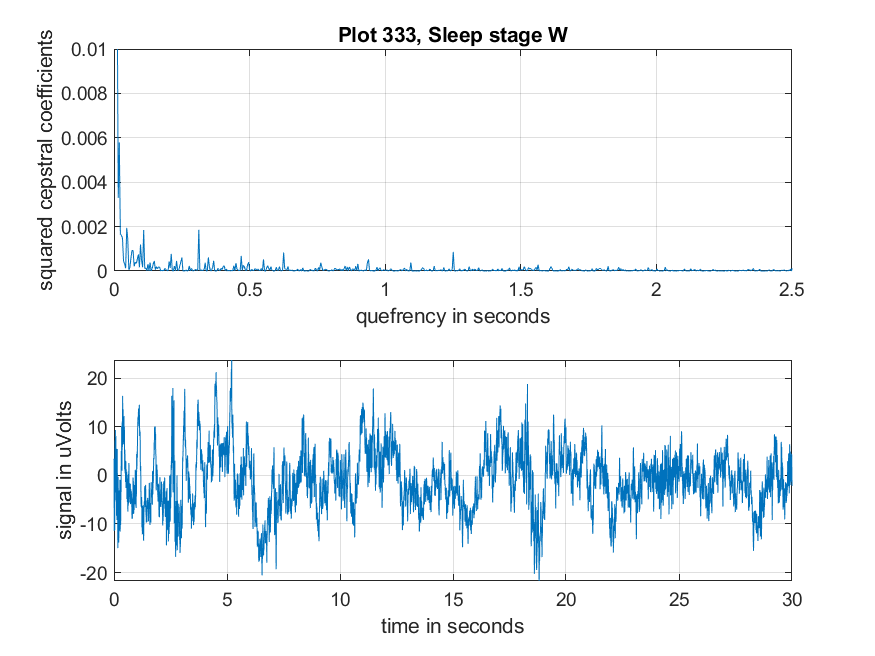 Plot 333, Sleep stage W
squared cepstral coefficients
0.01
0.008
0.006
0.004
0.002
0
0 0.5 1 1.5 2 2.5
quefrency in seconds
signal in uVolts
20
10
0
-10
-20
0 5 10 15 20 25 30
time in seconds